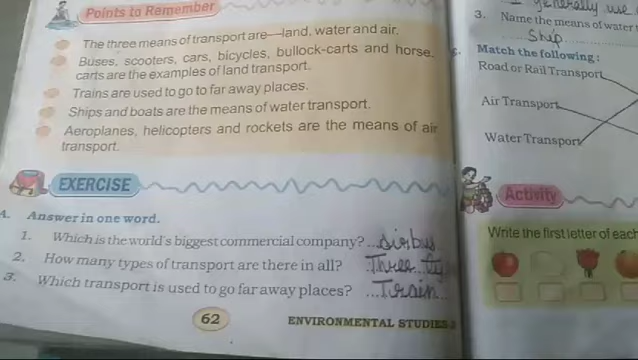 Points to Remember
The three means of transport are—land, water and air.
Buses, scooters, cars, bicycles, bullock-carts and horse.
carts are the examples of land transport.
Trains are used to go to far away places.
Ships and boats are the means of water transport.
Aeroplanes, helicopters and rockets are the means of air
transport.
EXERCISE
A. Answer in one word.
1. Which is the world's biggest commercial company? ...airbus
2. How many types of transport are there in all? Three
3. Which transport is used to go far away places? ...Train...
62 ENVIRONMENTAL STUDIES-
generally use
3. Name the means of water
Ship
Match the following :
Road or Rail Transport
Air Transport
Water Transport
Activity
Write the first letter of each